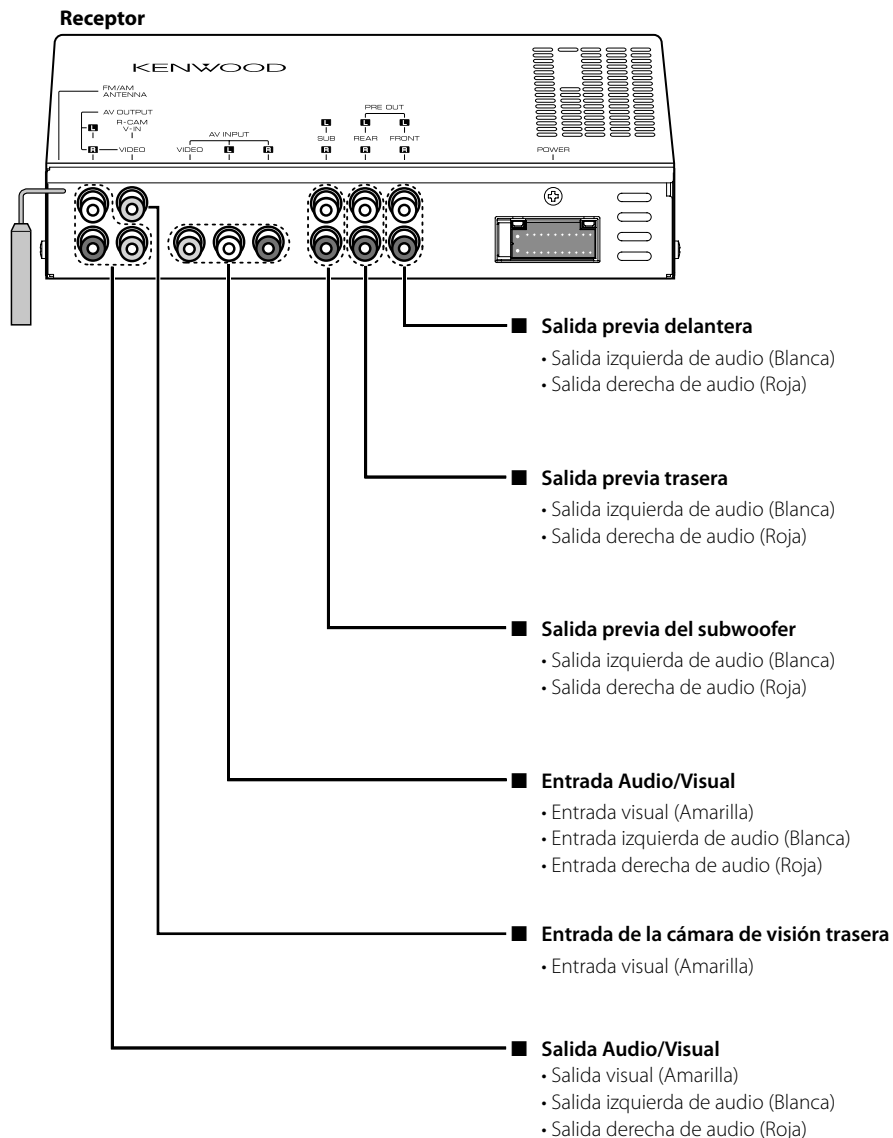 Receptor
KENWOOD
FM/AM
ANTENNA
AV OUTPUT
L
R-CAM
V-IN
R
VIDEO
AV INPUT
VIDEO
L
R
L
SUB
R
PRE OUT
L
L
REAR
FRONT
R
R
POWER
■ Salida previa delantera
• Salida izquierda de audio (Blanca)
• Salida derecha de audio (Roja)
■ Salida previa trasera
• Salida izquierda de audio (Blanca)
• Salida derecha de audio (Roja)
■ Salida previa del subwoofer
• Salida izquierda de audio (Blanca)
• Salida derecha de audio (Roja)
■ Entrada Audio/Visual
• Entrada visual (Amarilla)
• Entrada izquierda de audio (Blanca)
• Entrada derecha de audio (Roja)
■ Entrada de la cámara de visión trasera
• Entrada visual (Amarilla)
■ Salida Audio/Visual
• Salida visual (Amarilla)
• Salida izquierda de audio (Blanca)
• Salida derecha de audio (Roja)